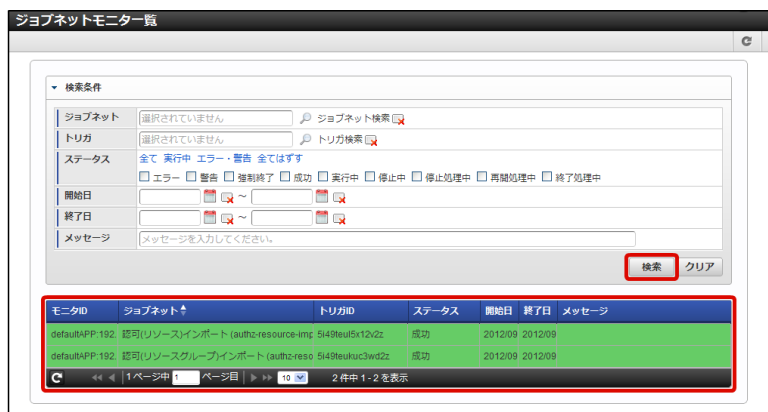 ジョブネットモニター覧
検索条件
ジョブネット 選択されていません ジョブネット検索
トリガ 選択されていません トリガ検索
ステータス 全て 実行中 エラー・警告 全てはずす
エラー 警告 強制終了 成功 実行中 停止中 停止処理中 再開処理中 終了処理中
開始日 ~
終了日 ~
メッセージ メッセージを入力してください。
検索 クリア
モニタID ジョブネット トリガID ステータス 開始日 終了日 メッセージ
defaultAPP:192. 認可(リソース)インポート (authz-resource-imp 5i49teul5x12v2z 成功 2012/09 2012/09
defaultAPP:192. 認可(リソースグループ)インポート (authz-reso 5i49teukuc3wd2z 成功 2012/09 2012/09
1ページ中 1 ページ目 10 2 件中 1 - 2 を表示